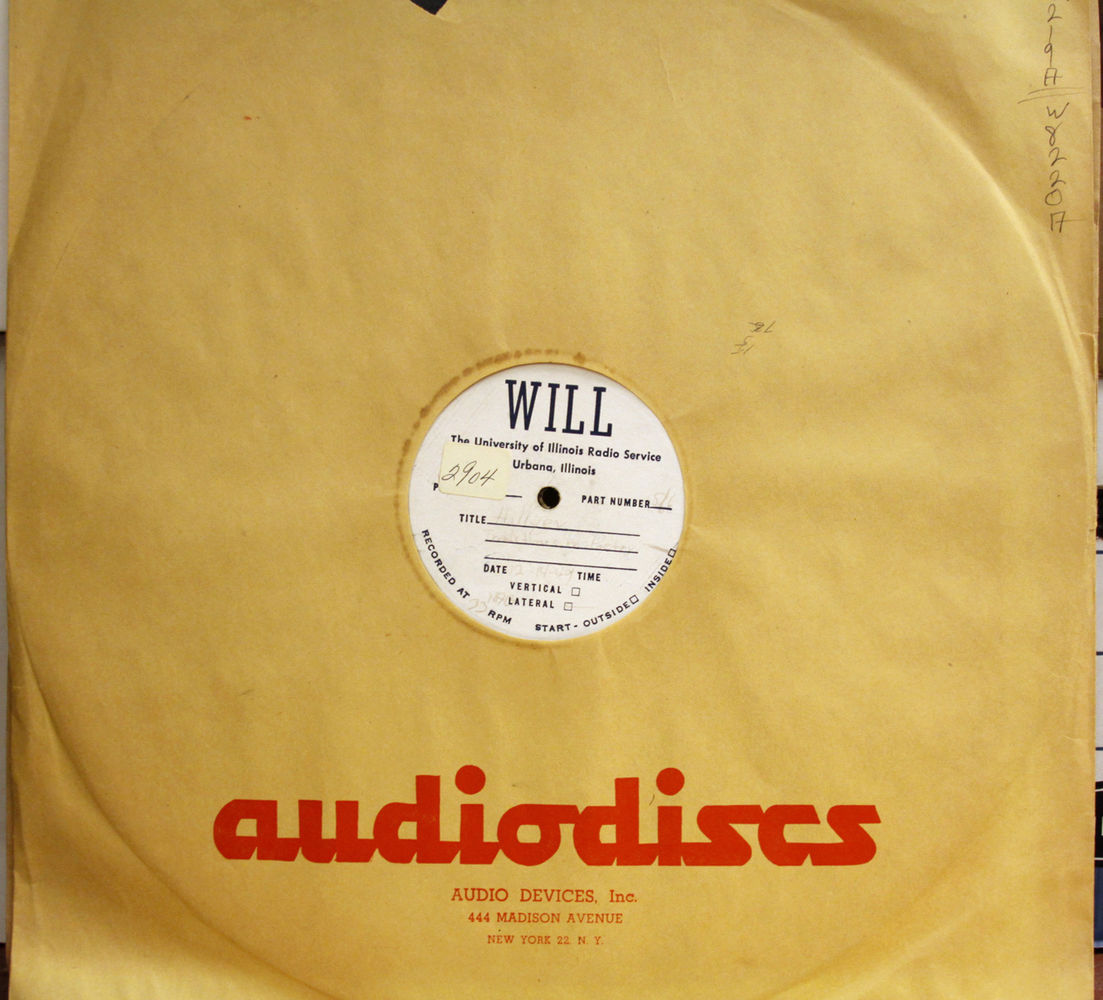 WILL
The University of Illinois Radio Service
Urbana, Illinois
2904
P
PART NUMBER
TITLE
DATE
TIME
VERTICAL
LATERAL
RECORDED AT RPM
START - OUTSIDE INSIDE
audiodiscs
AUDIO DEVICES, Inc.
444 MADISON AVENUE
NEW YORK 22. N. Y.